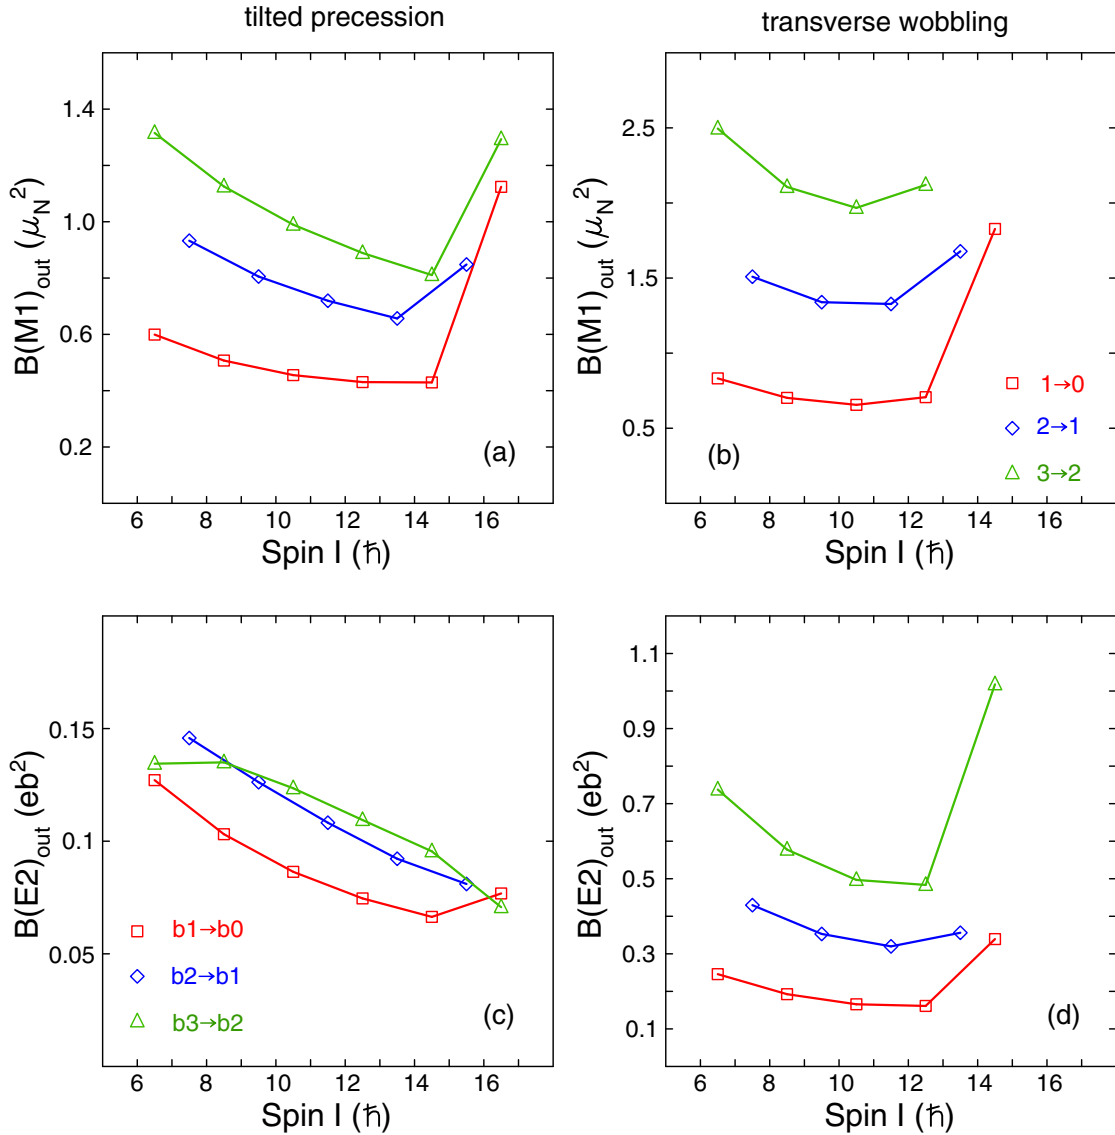 tilted precession
transverse wobbling
1.4
1.0
0.6
0.2
B(M1)out (μN2)
(a)
6 8 10 12 14 16
Spin I (ħ)
2.5
1.5
0.5
B(M1)out (μN2)
1→0
2→1
3→2
(b)
6 8 10 12 14 16
Spin I (ħ)
0.15
0.1
0.05
B(E2)out (eb2)
b1→b0
b2→b1
b3→b2
(c)
6 8 10 12 14 16
Spin I (ħ)
1.1
0.9
0.7
0.5
0.3
0.1
B(E2)out (eb2)
(d)
6 8 10 12 14 16
Spin I (ħ)